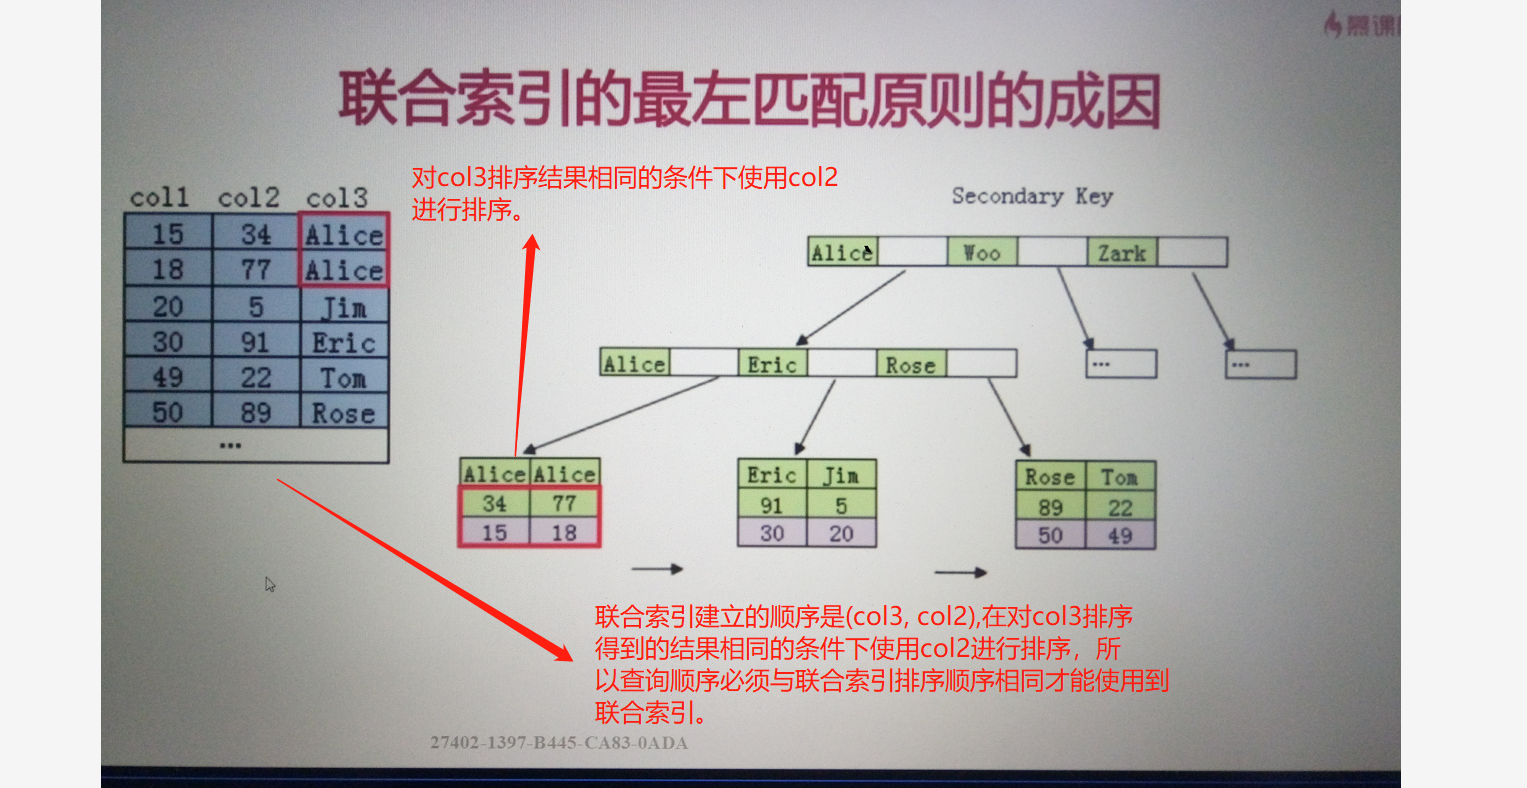 慕课
联合索引的最左匹配原则的成因
对col3排序结果相同的条件下使用col2
进行排序。
col1 col2 col3
15 34 Alice
18 77 Alice
20 5 Jim
30 91 Eric
49 22 Tom
50 89 Rose
...
Secondary Key
Alice Woo Zark
Alice Eric Rose
...
...
Alice Alice
34 77
15 18
Eric Jim
91 5
30 20
Rose Tom
89 22
50 49
联合索引建立的顺序是(col3, col2),在对col3排序
得到的结果相同的条件下使用col2进行排序，所
以查询顺序必须与联合索引排序顺序相同才能使用到
联合索引。
27402-1397-B445-CA83-0ADA